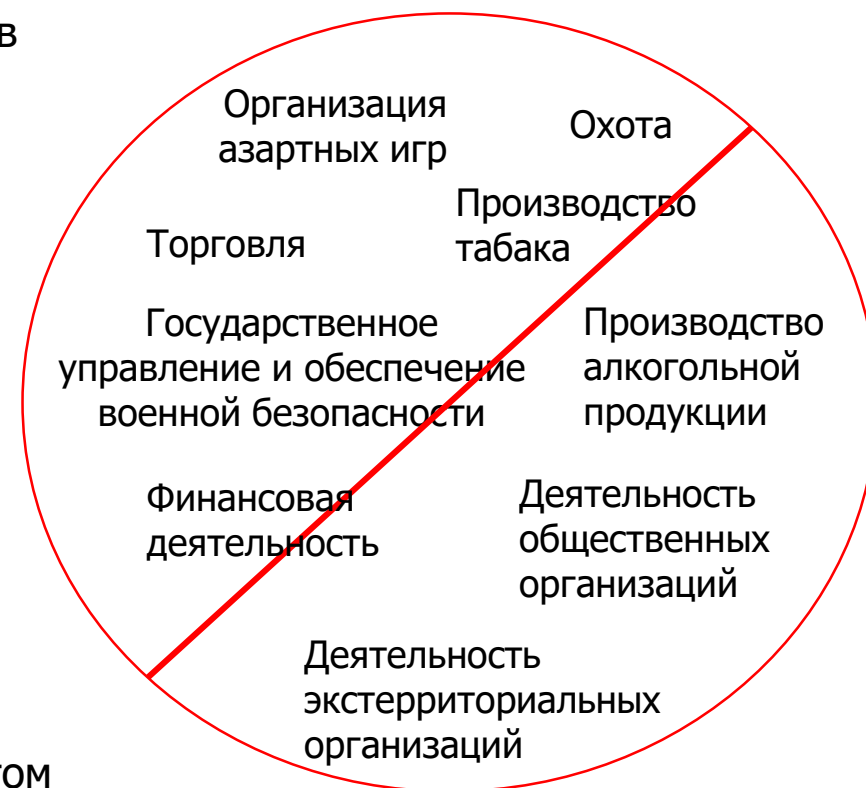 в
Организация
азартных игр
Охота
Производство
табака
Торговля
Государственное
управление и обеспечение
военной безопасности
Производство
алкогольной
продукции
Финансовая
деятельность
Деятельность
общественных
организаций
Деятельность
экстерриториальных
организаций
том